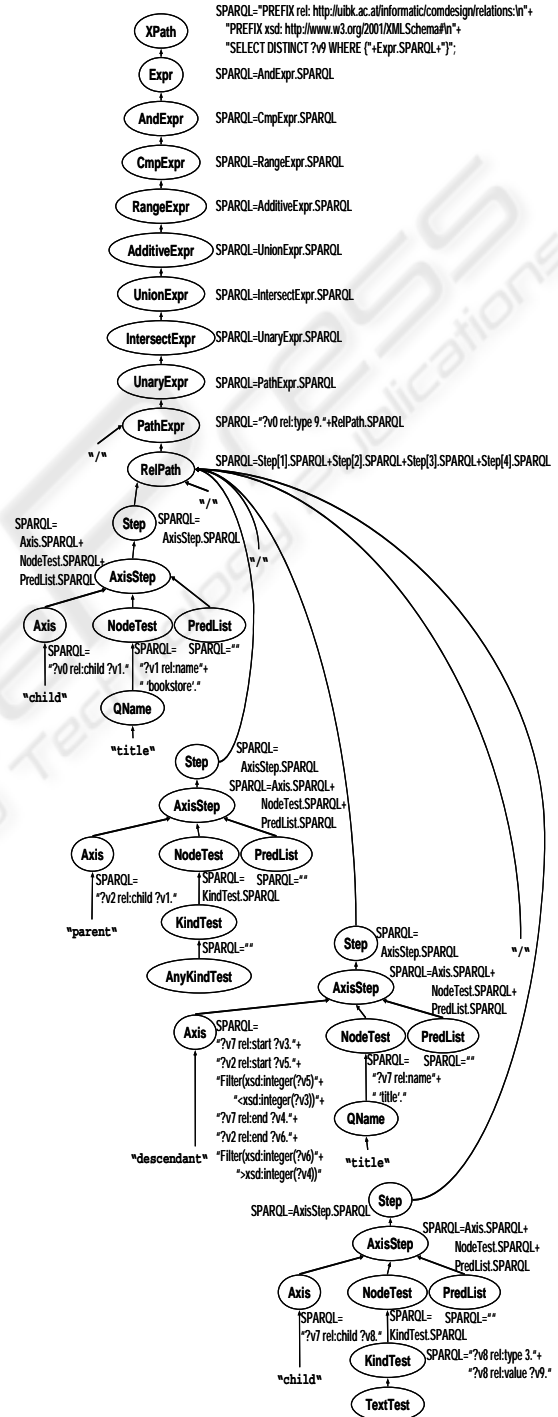 SPARQL="PREFIX rel: http://uibk.ac.at/informatic/comdesign/relations:\n"+
"PREFIX xsd: http://www.w3.org/2001/XMLSchema#\n"+
"SELECT DISTINCT ?v9 WHERE {"+Expr.SPARQL+"}";
XPath
Expr SPARQL=AndExpr.SPARQL
AndExpr SPARQL=CmpExpr.SPARQL
CmpExpr SPARQL=RangeExpr.SPARQL
RangeExpr SPARQL=AdditiveExpr.SPARQL
AdditiveExpr SPARQL=UnionExpr.SPARQL
UnionExpr SPARQL=IntersectExpr.SPARQL
IntersectExpr SPARQL=UnaryExpr.SPARQL
UnaryExpr SPARQL=PathExpr.SPARQL
PathExpr SPARQL="?v0 rel:type 9."+RelPath.SPARQL
"/"
RelPath SPARQL=Step[1].SPARQL+Step[2].SPARQL+Step[3].SPARQL+Step[4].SPARQL
"/"
"/"
Step SPARQL=
AxisStep.SPARQL
SPARQL=
Axis.SPARQL+
NodeTest.SPARQL+
PredList.SPARQL
AxisStep
Axis NodeTest PredList
SPARQL=
"?v0 rel:child ?v1."
SPARQL=
"?v1 rel:name"+
" 'bookstore'."
SPARQL=""
"child"
QName
"title"
Step SPARQL=
AxisStep.SPARQL
AxisStep SPARQL=Axis.SPARQL+
NodeTest.SPARQL+
PredList.SPARQL
Axis NodeTest PredList
SPARQL=
"?v2 rel:child ?v1."
SPARQL=
KindTest.SPARQL
SPARQL=""
"parent"
KindTest
SPARQL=""
AnyKindTest
Step SPARQL=
AxisStep.SPARQL
"/"
AxisStep SPARQL=Axis.SPARQL+
NodeTest.SPARQL+
PredList.SPARQL
Axis NodeTest PredList
SPARQL=
"?v7 rel:start ?v3."+
"?v2 rel:start ?v5."+
"Filter(xsd:integer(?v5)"+
"<xsd:integer(?v3))"+
"?v7 rel:end ?v4."+
"?v2 rel:end ?v6."+
"Filter(xsd:integer(?v6)"+
">xsd:integer(?v4))"
SPARQL=
"?v7 rel:name"+
" 'title'."
SPARQL=""
"descendant"
QName
"title"
Step
SPARQL=AxisStep.SPARQL
AxisStep SPARQL=Axis.SPARQL+
NodeTest.SPARQL+
PredList.SPARQL
Axis NodeTest PredList
SPARQL=
"?v7 rel:child ?v8."
SPARQL=
KindTest.SPARQL
SPARQL=""
"child"
KindTest SPARQL="?v8 rel:type 3."+
"?v8 rel:value ?v9."
TextTest